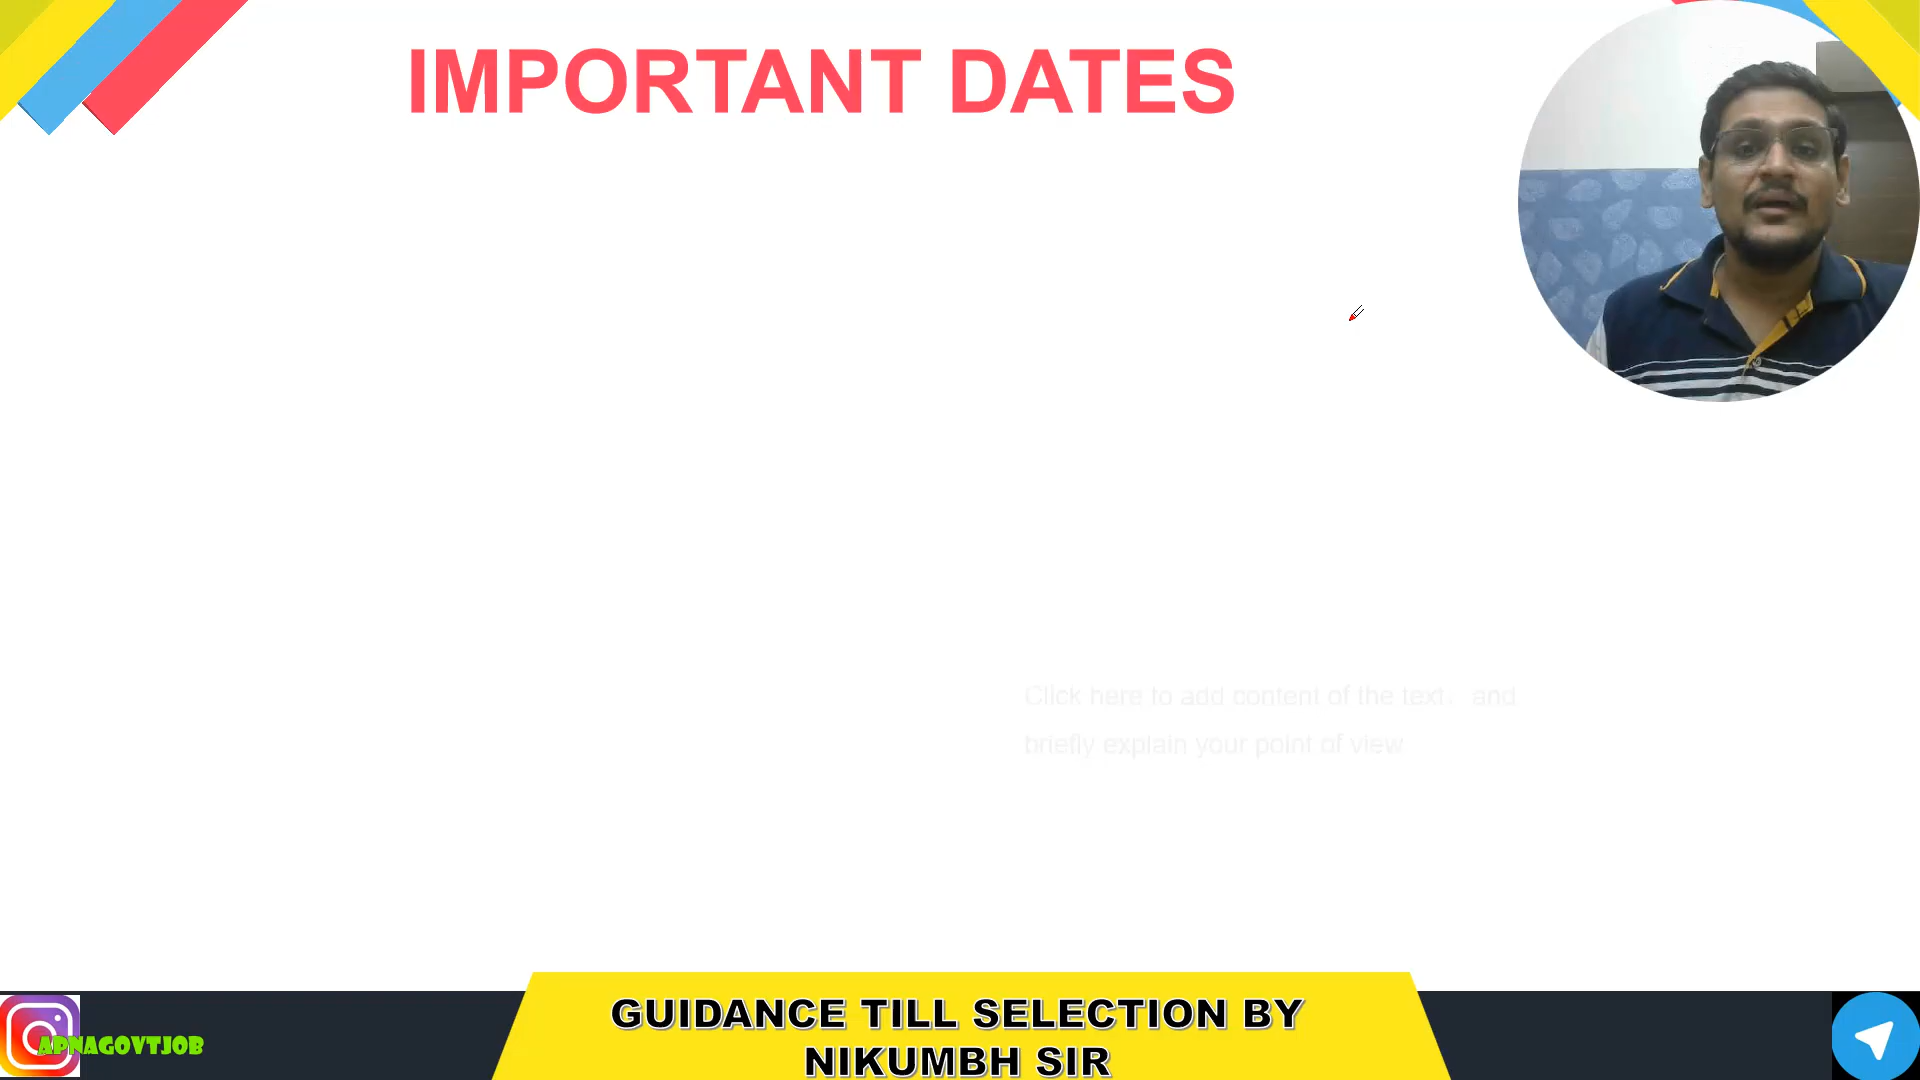 IMPORTANT DATES
Click here to add content of the text， and
briefly explain your point of view
GUIDANCE TILL SELECTION BY
NIKUMBH SIR
APNAGOVTJOB